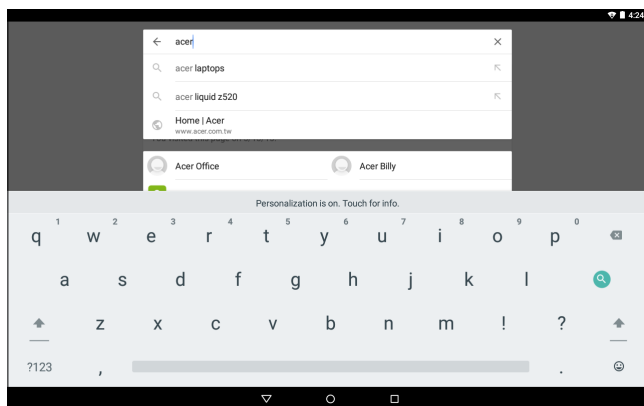 4:24
acer
acer laptops
acer liquid z520
Home | Acer
www.acer.com.tw
Acer Office Acer Billy
Personalization is on. Touch for info.
1 2 3 4 5 6 7 8 9 0
q w e r t y u i o p
a s d f g h j k l
z x c v b n m ! ?
?123 , .